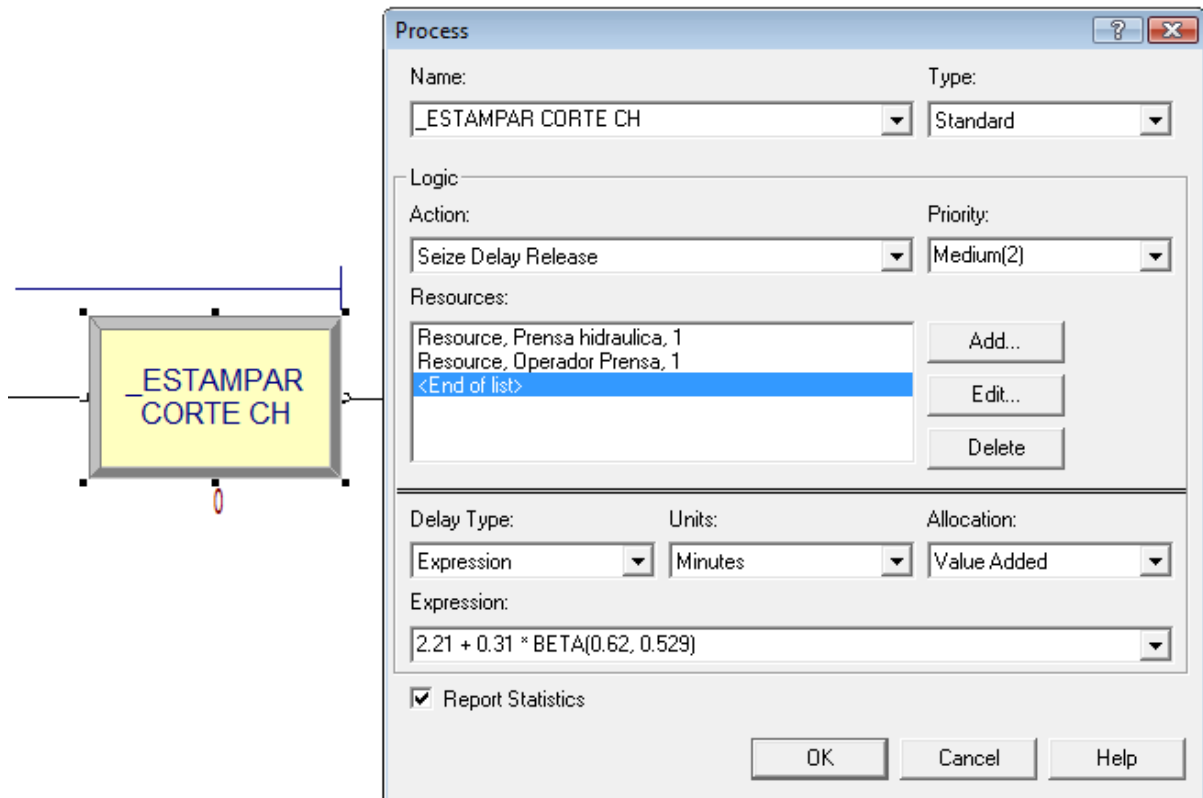 Process
Name:
Type:
_ESTAMPAR CORTE CH
Standard
Logic
Action:
Priority:
Seize Delay Release
Medium(2)
Resources:
Resource, Prensa hidraulica, 1
Resource, Operador Prensa, 1
<End of list>
Add...
Edit...
Delete
_ESTAMPAR
CORTE CH
0
Delay Type:
Units:
Allocation:
Expression
Minutes
Value Added
Expression:
2.21 + 0.31 * BETA(0.62, 0.529)
Report Statistics
OK
Cancel
Help